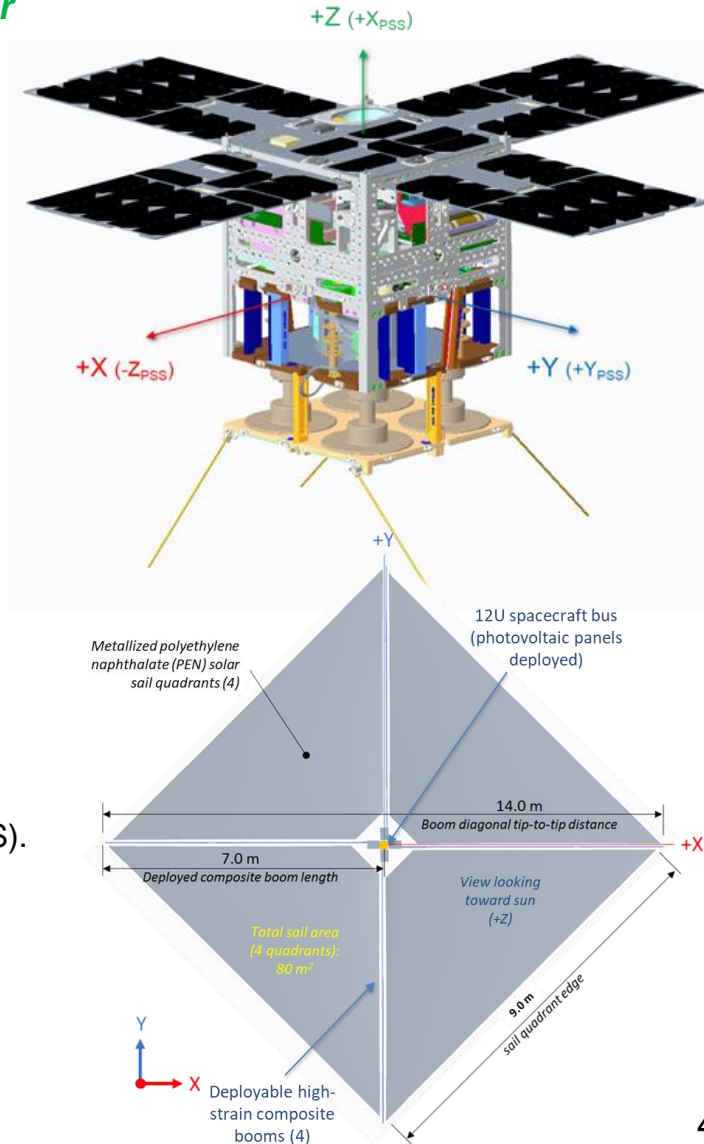 r
+Z (+XPSS)
+X (-ZPSS)
+Y (+YPSS)
+Y
12U spacecraft bus
(photovoltaic panels
deployed)
Metallized polyethylene
naphthalate (PEN) solar
sail quadrants (4)
14.0 m
Boom diagonal tip-to-tip distance
S).
+X
7.0 m
Deployed composite boom length
View looking
toward sun
(+Z)
Total sail area
(4 quadrants):
80 m²
9.0 m
sail quadrant edge
Y
X
Deployable high-
strain composite
booms (4)
4